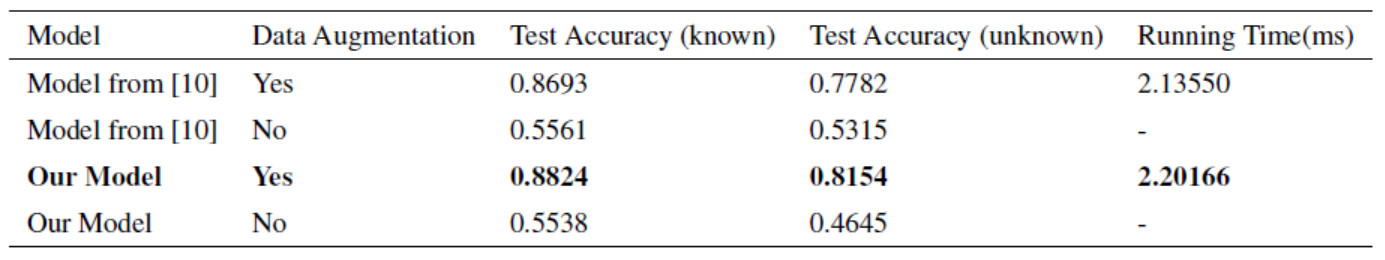 Model Data Augmentation Test Accuracy (known) Test Accuracy (unknown) Running Time(ms)
Model from [10] Yes 0.8693 0.7782 2.13550
Model from [10] No 0.5561 0.5315 -
Our Model Yes 0.8824 0.8154 2.20166
Our Model No 0.5538 0.4645 -